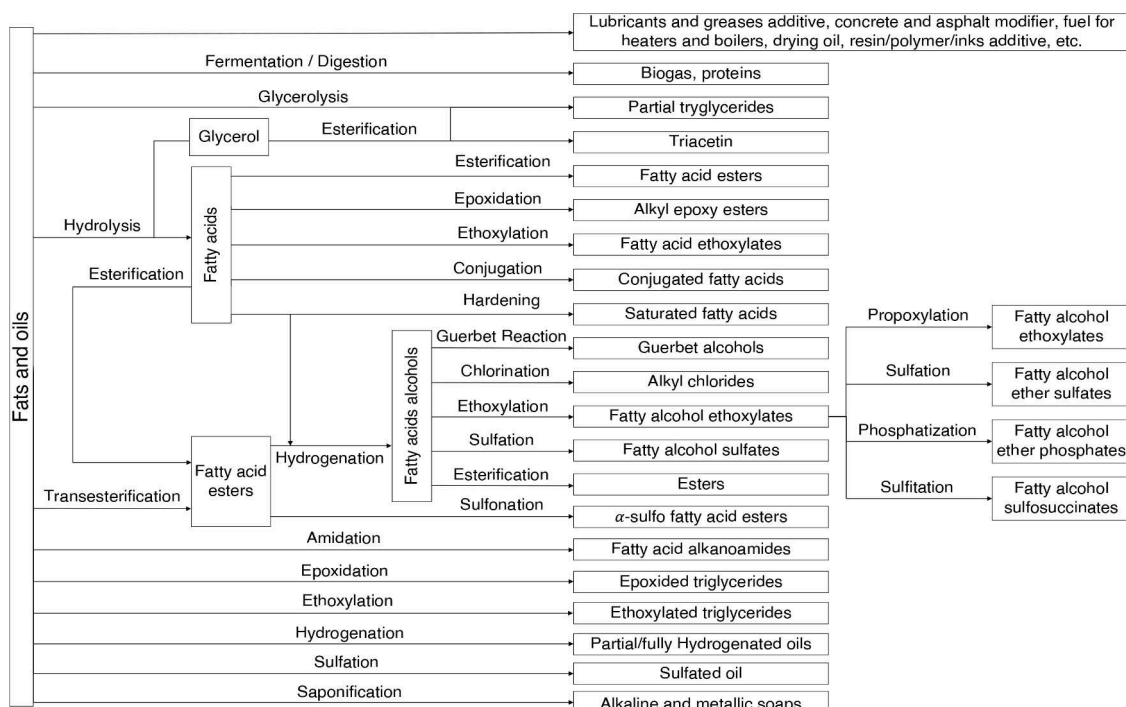 Lubricants and greases additive, concrete and asphalt modifier, fuel for
heaters and boilers, drying oil, resin/polymer/inks additive, etc.
Fermentation / Digestion
Biogas, proteins
Glycerolysis
Partial tryglycerides
Glycerol
Esterification
Triacetin
Esterification
Fatty acid esters
Epoxidation
Alkyl epoxy esters
Hydrolysis
Fatty acids
Ethoxylation
Fatty acid ethoxylates
Esterification
Conjugation
Conjugated fatty acids
Hardening
Saturated fatty acids
Fats and oils
Guerbet Reaction
Guerbet alcohols
Chlorination
Alkyl chlorides
Fatty acids alcohols
Ethoxylation
Fatty alcohol ethoxylates
Hydrogenation
Sulfation
Fatty alcohol sulfates
Fatty acid
esters
Esterification
Esters
Transesterification
Sulfonation
α-sulfo fatty acid esters
Propoxylation
Fatty alcohol
ethoxylates
Sulfation
Fatty alcohol
ether sulfates
Phosphatization
Fatty alcohol
ether phosphates
Sulfitation
Fatty alcohol
sulfosuccinates
Amidation
Fatty acid alkanoamides
Epoxidation
Epoxided triglycerides
Ethoxylation
Ethoxylated triglycerides
Hydrogenation
Partial/fully Hydrogenated oils
Sulfation
Sulfated oil
Saponification
Alkaline and metallic soaps